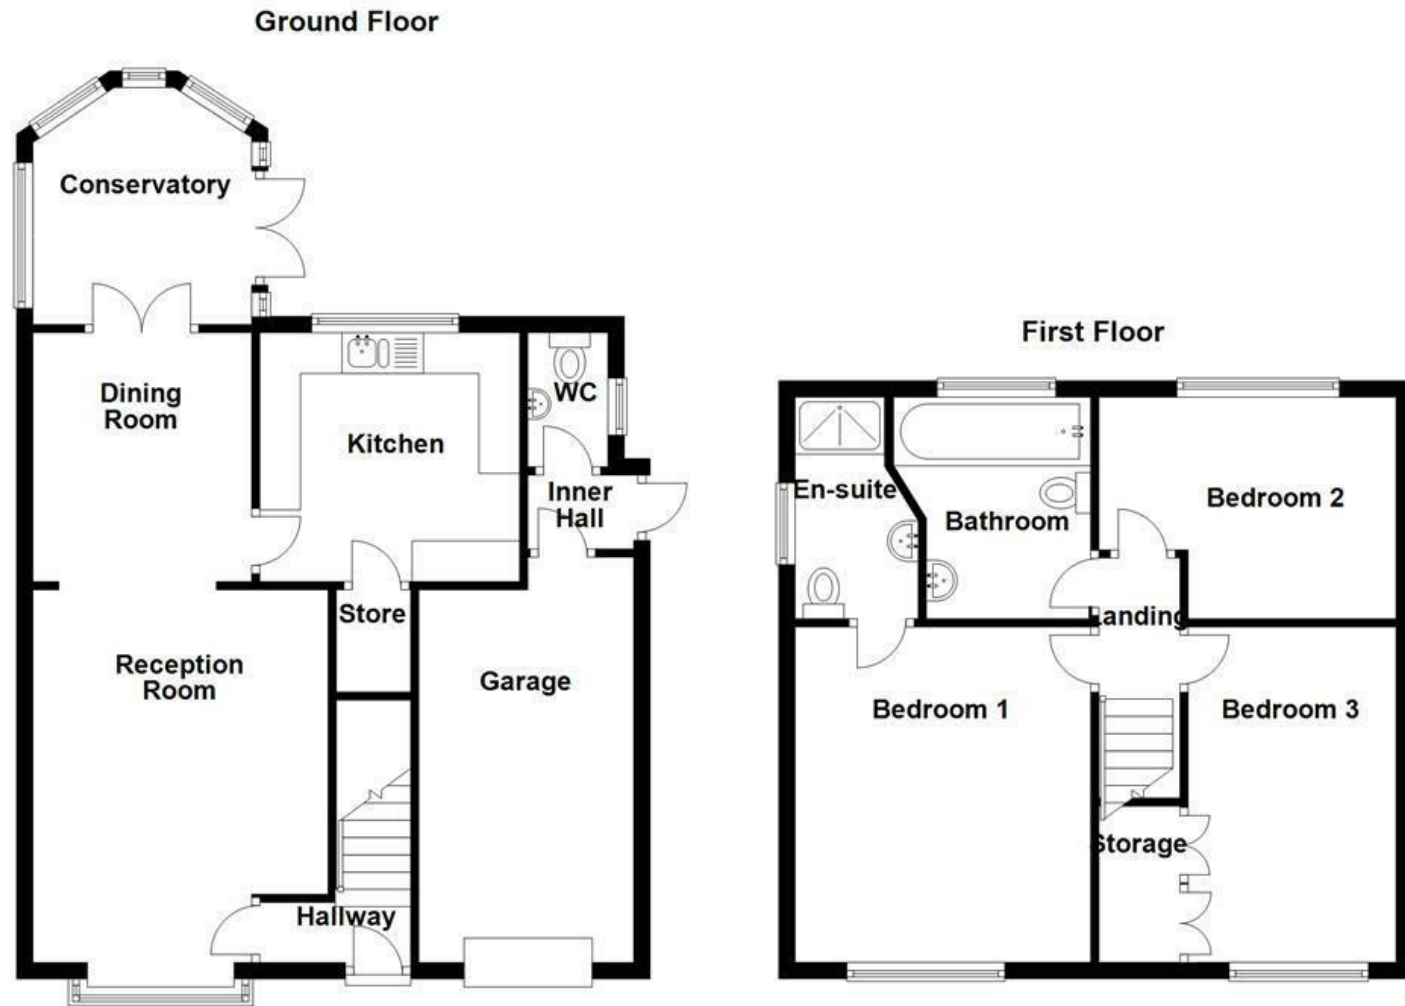 Ground Floor
Conservatory
Dining
Room
Kitchen
WC
Inner
Hall
Store
Reception
Room
Garage
Hallway
First Floor
En-suite
Bathroom
Bedroom 2
Landing
Bedroom 1
Bedroom 3
Storage